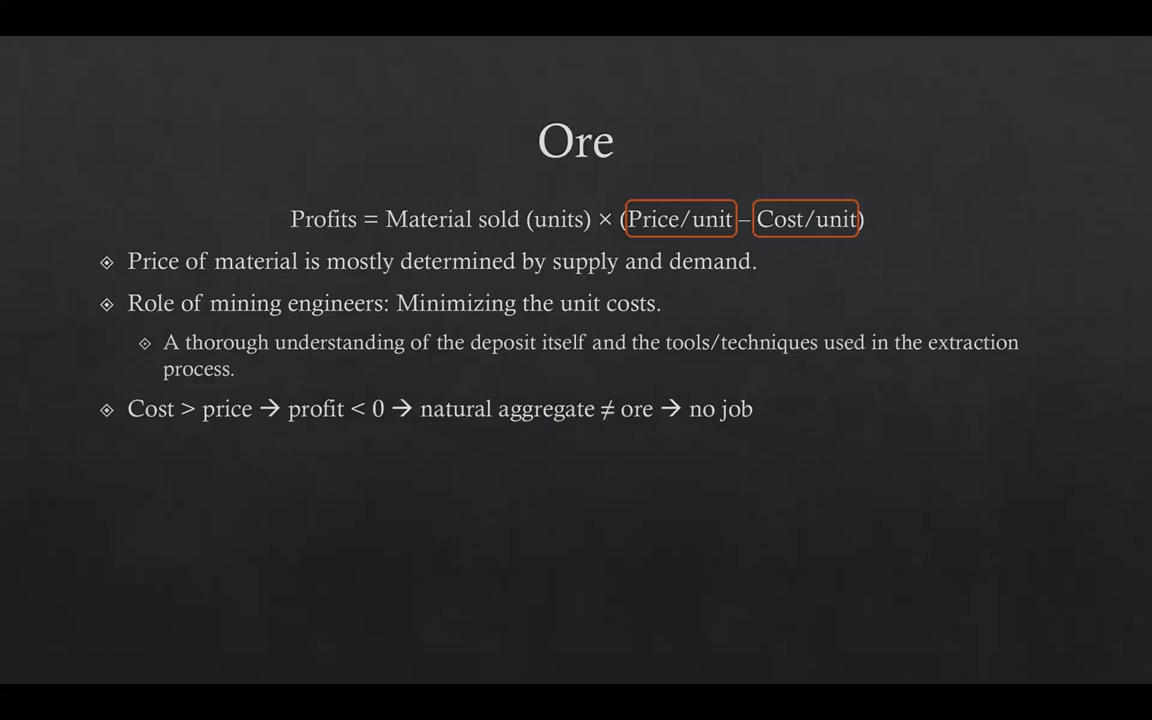 Ore
Profits = Material sold (units) × (Price/unit – Cost/unit)
Price of material is mostly determined by supply and demand.
Role of mining engineers: Minimizing the unit costs.
A thorough understanding of the deposit itself and the tools/techniques used in the extraction
process.
Cost > price → profit < 0 → natural aggregate ≠ ore → no job